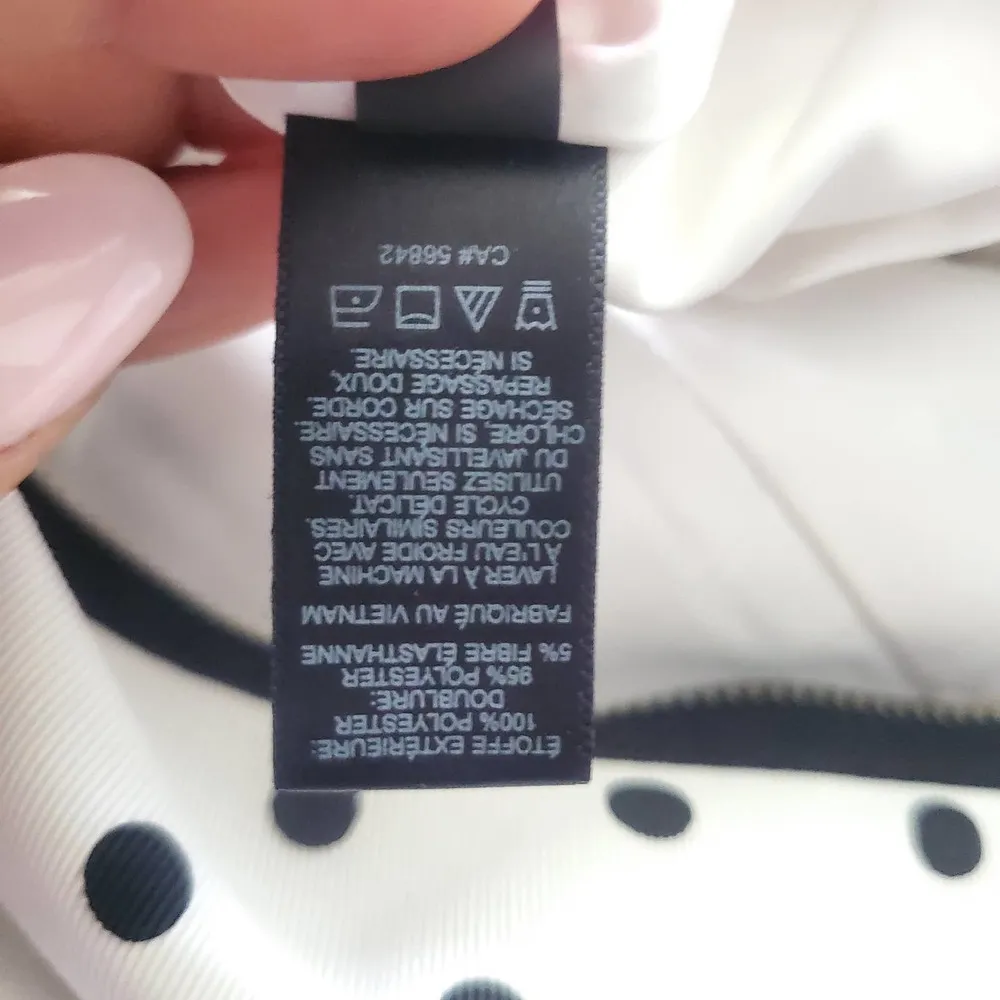 ÉTOFFE EXTÉRIEURE:
100% POLYESTER
DOUBLURE:
95% POLYESTER
5% FIBRE ÉLASTHANNE
FABRIQUÉ AU VIETNAM
LAVER À LA MACHINE
À L'EAU FROIDE AVEC
COULEURS SIMILAIRES.
CYCLE DÉLICAT.
UTILISEZ SEULEMENT
DU JAVELLISANT SANS
CHLORE, SI NÉCESSAIRE.
SÉCHAGE SUR CORDE.
REPASSAGE DOUX,
SI NÉCESSAIRE.
CA# 56842